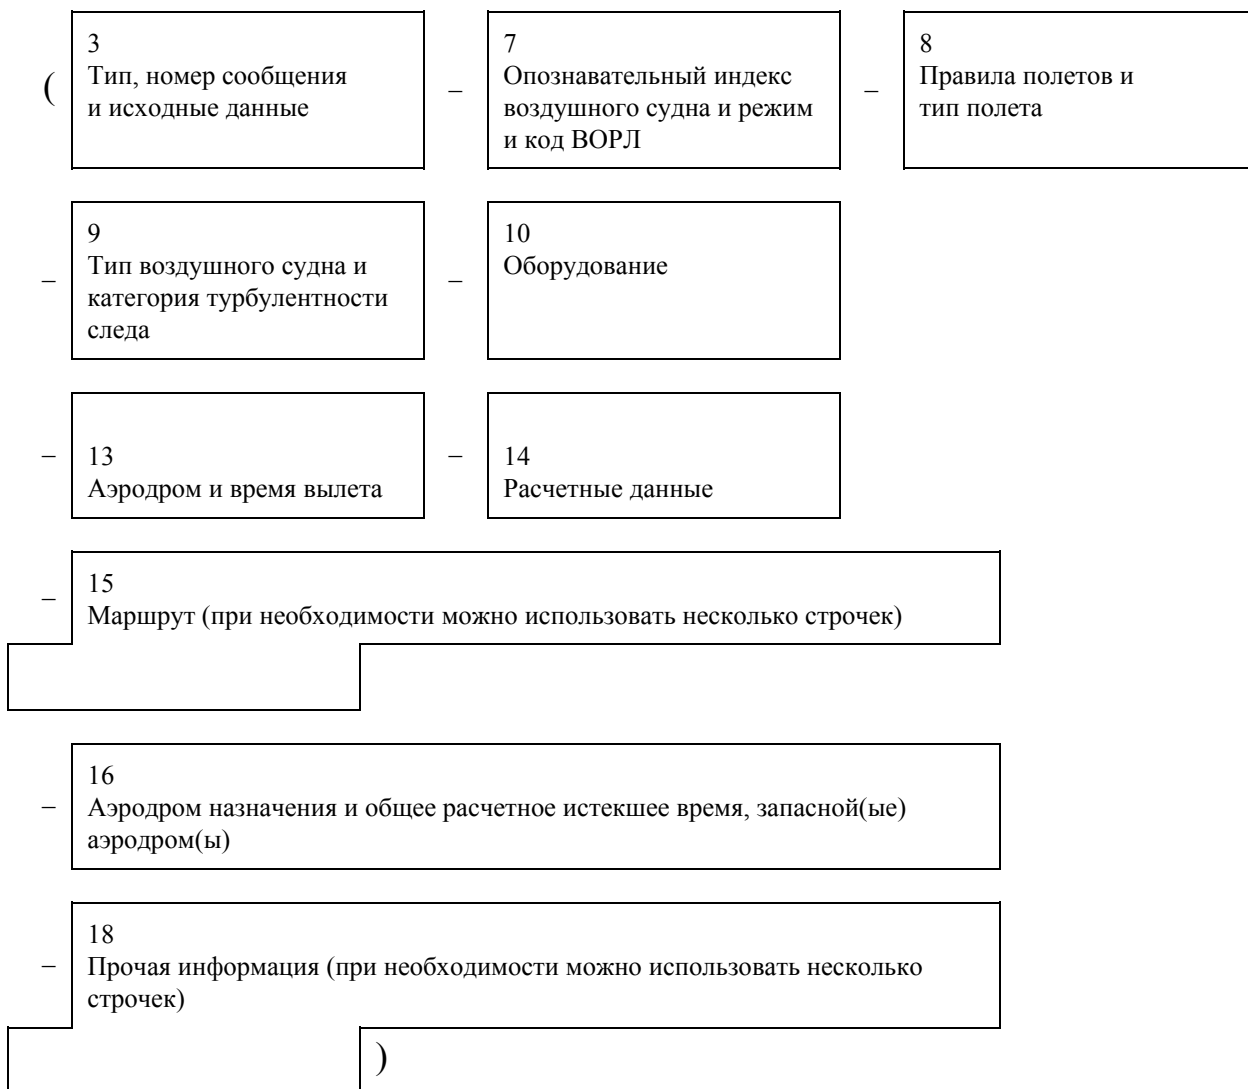 (
3
Тип, номер сообщения
и исходные данные
–
7
Опознавательный индекс
воздушного судна и режим
и код ВОРЛ
–
8
Правила полетов и
тип полета
–
9
Тип воздушного судна и
категория турбулентности
следа
–
10
Оборудование
–
13
Аэродром и время вылета
–
14
Расчетные данные
–
15
Маршрут (при необходимости можно использовать несколько строчек)
–
16
Аэродром назначения и общее расчетное истекшее время, запасной(ые)
аэродром(ы)
–
18
Прочая информация (при необходимости можно использовать несколько
строчек)
)